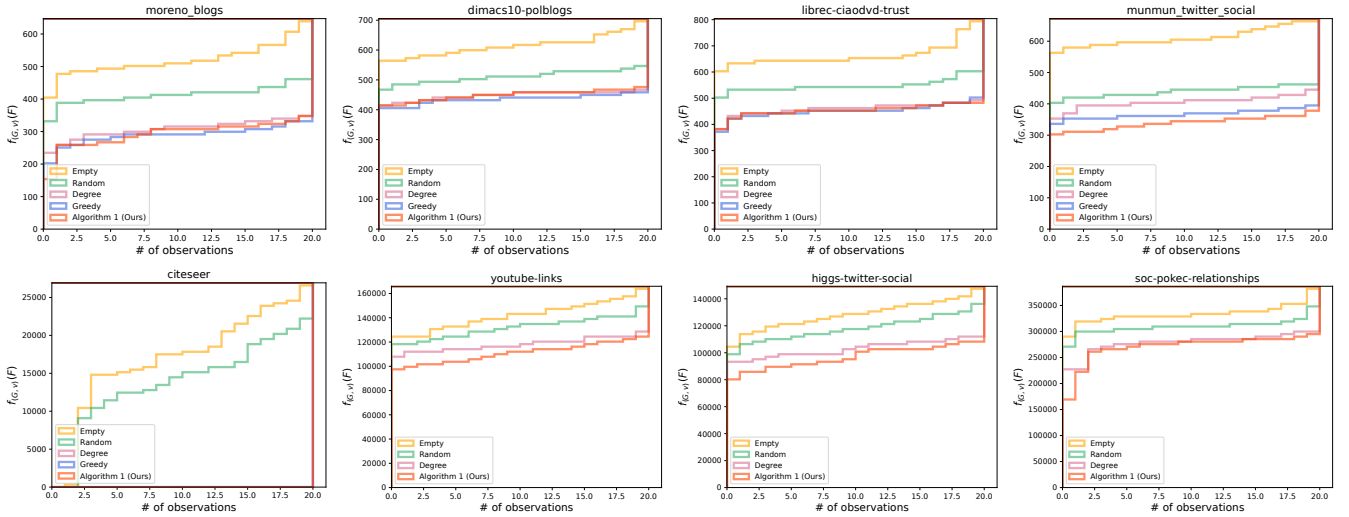 moreno_blogs
f(G, v)(F)
600
500
400
300
200
100
0
Empty
Random
Degree
Greedy
Algorithm 1 (Ours)
0.0 2.5 5.0 7.5 10.0 12.5 15.0 17.5 20.0
# of observations
dimacs10-polblogs
f(G, v)(F)
700
600
500
400
300
200
100
0
Empty
Random
Degree
Greedy
Algorithm 1 (Ours)
0.0 2.5 5.0 7.5 10.0 12.5 15.0 17.5 20.0
# of observations
librec-ciaodvd-trust
f(G, v)(F)
800
700
600
500
400
300
200
100
0
Empty
Random
Degree
Greedy
Algorithm 1 (Ours)
0.0 2.5 5.0 7.5 10.0 12.5 15.0 17.5 20.0
# of observations
munmun_twitter_social
f(G, v)(F)
600
500
400
300
200
100
0
Empty
Random
Degree
Greedy
Algorithm 1 (Ours)
0.0 2.5 5.0 7.5 10.0 12.5 15.0 17.5 20.0
# of observations
citeseer
f(G, v)(F)
25000
20000
15000
10000
5000
0
Empty
Random
Degree
Greedy
Algorithm 1 (Ours)
0.0 2.5 5.0 7.5 10.0 12.5 15.0 17.5 20.0
# of observations
youtube-links
f(G, v)(F)
160000
140000
120000
100000
80000
60000
40000
20000
0
Empty
Random
Degree
Algorithm 1 (Ours)
0.0 2.5 5.0 7.5 10.0 12.5 15.0 17.5 20.0
# of observations
higgs-twitter-social
f(G, v)(F)
140000
120000
100000
80000
60000
40000
20000
0
Empty
Random
Degree
Algorithm 1 (Ours)
0.0 2.5 5.0 7.5 10.0 12.5 15.0 17.5 20.0
# of observations
soc-pokec-relationships
f(G, v)(F)
350000
300000
250000
200000
150000
100000
50000
0
Empty
Random
Degree
Algorithm 1 (Ours)
0.0 2.5 5.0 7.5 10.0 12.5 15.0 17.5 20.0
# of observations